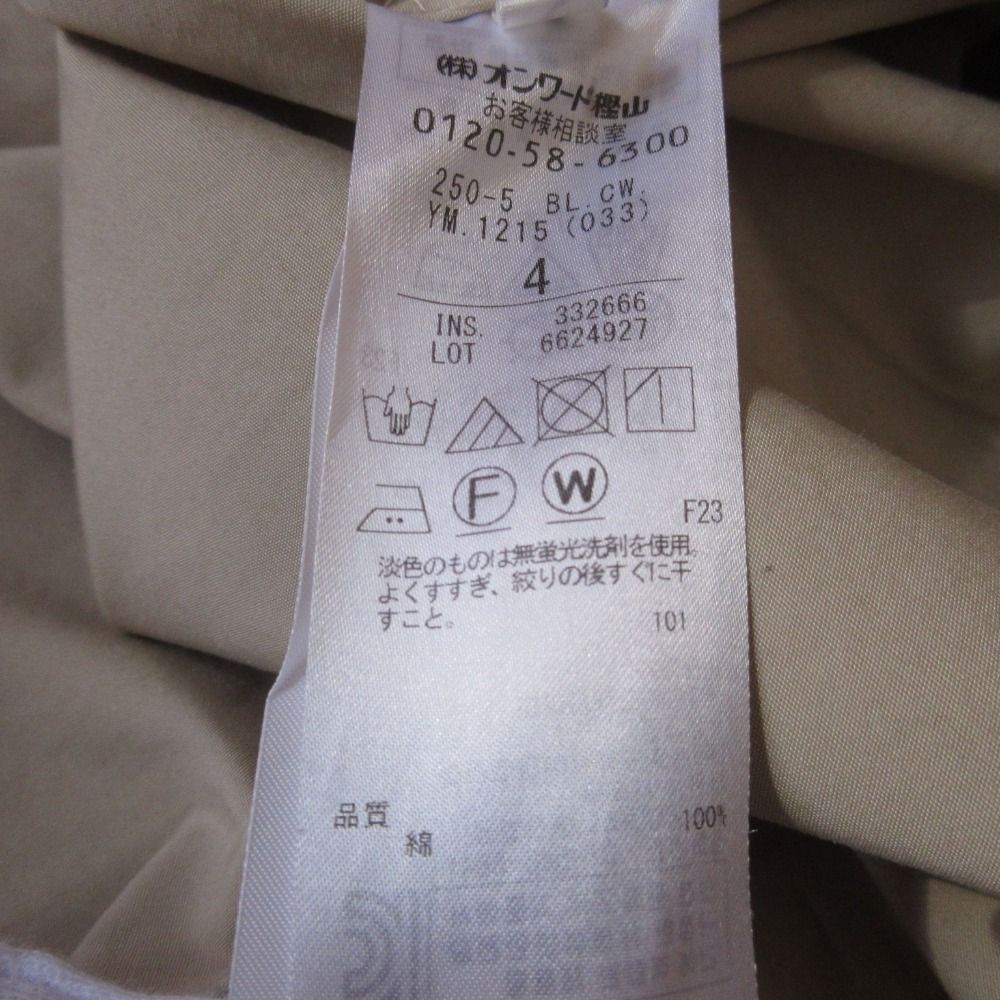 (株)オンワード樫山
お客様相談室
0120-58-6300
250-5 BL.CW.
YM.1215(033)
4
INS. 332666
LOT 6624927
F W F23
淡色のものは無蛍光洗剤を使用。
よくすすぎ、絞りの後すぐに干
すこと。
101
品質
綿 100%